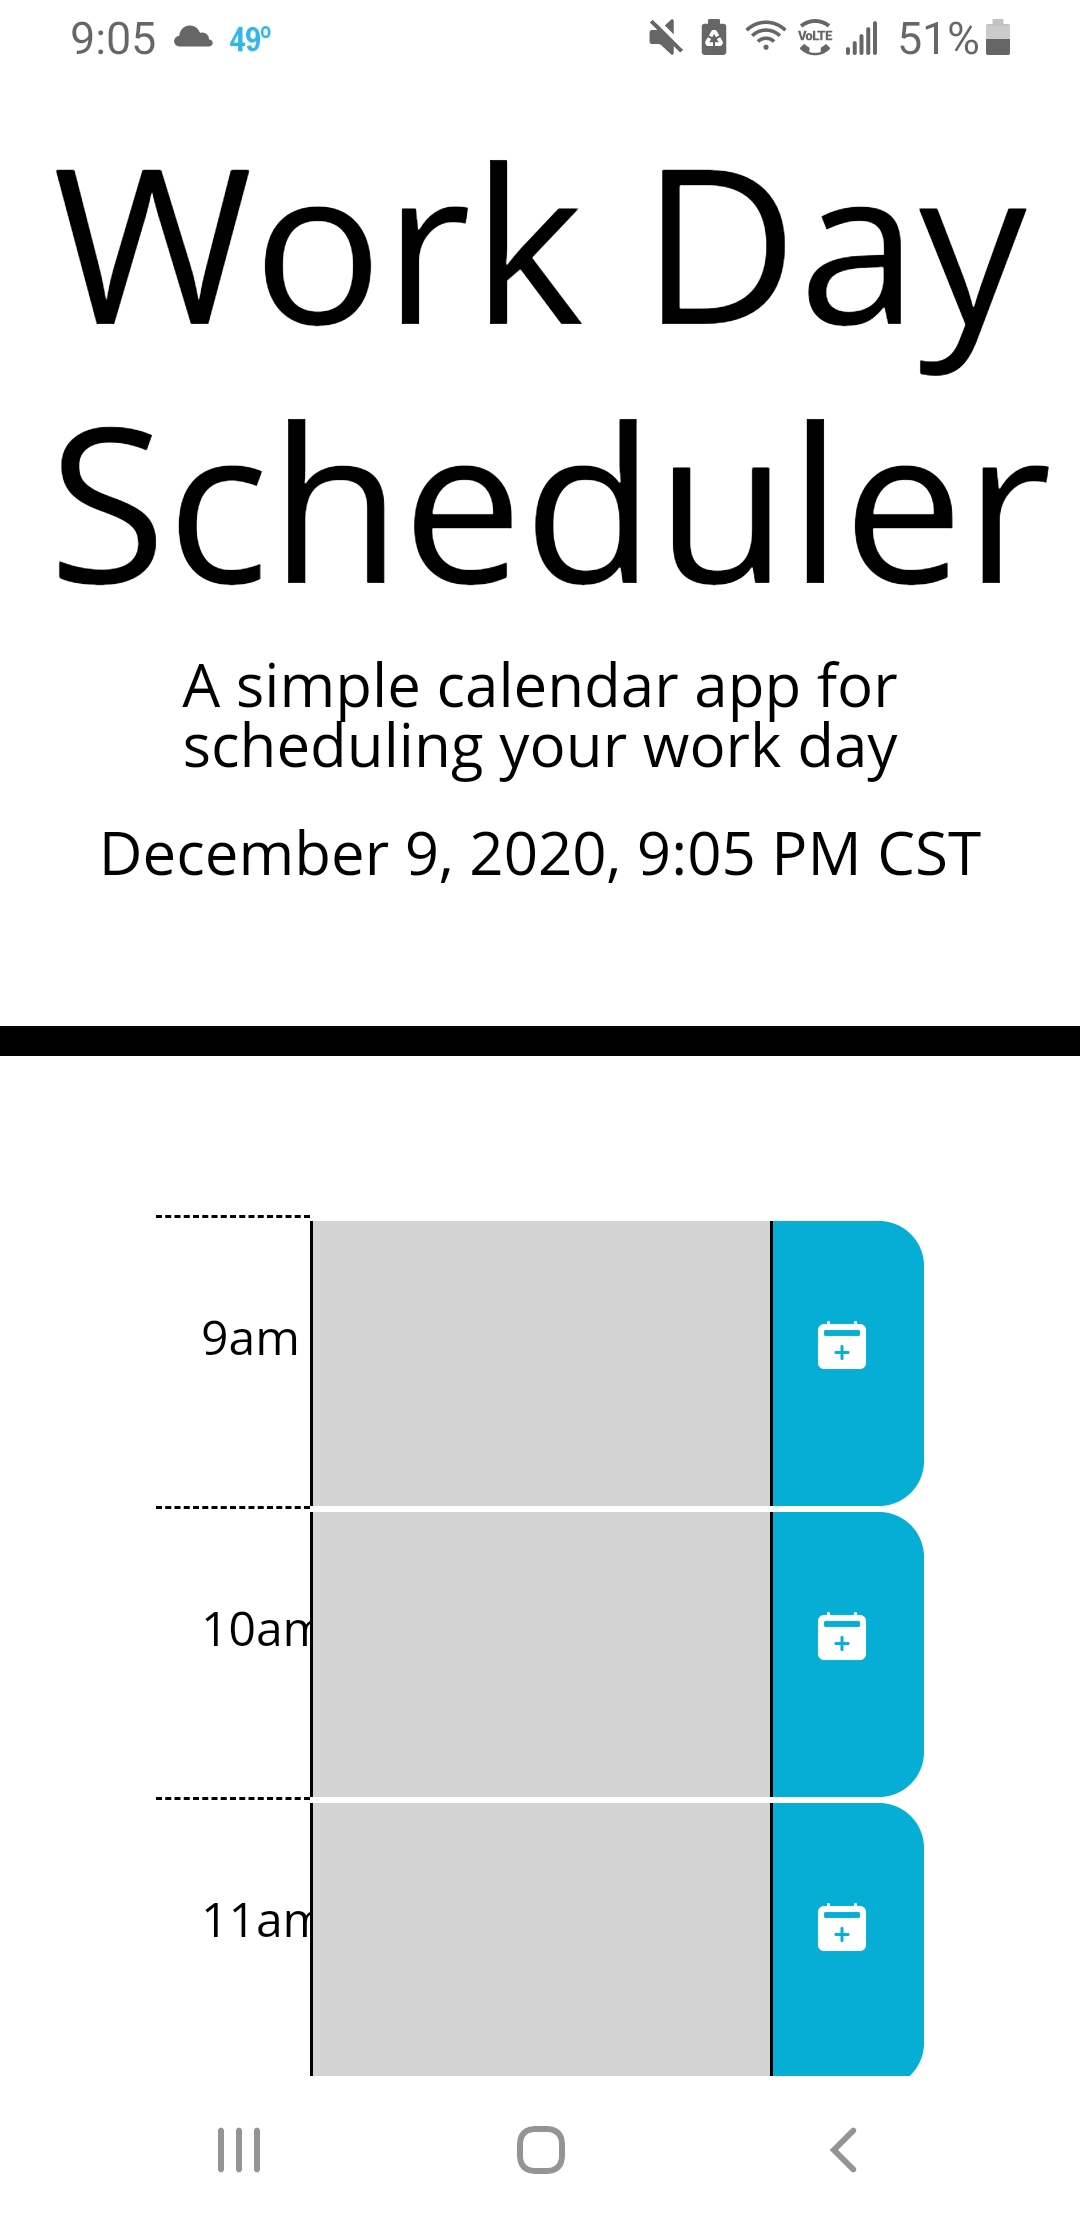 9:05 49° VoLTE 51%
Work Day
Scheduler
A simple calendar app for
scheduling your work day
December 9, 2020, 9:05 PM CST
9am
10am
11am